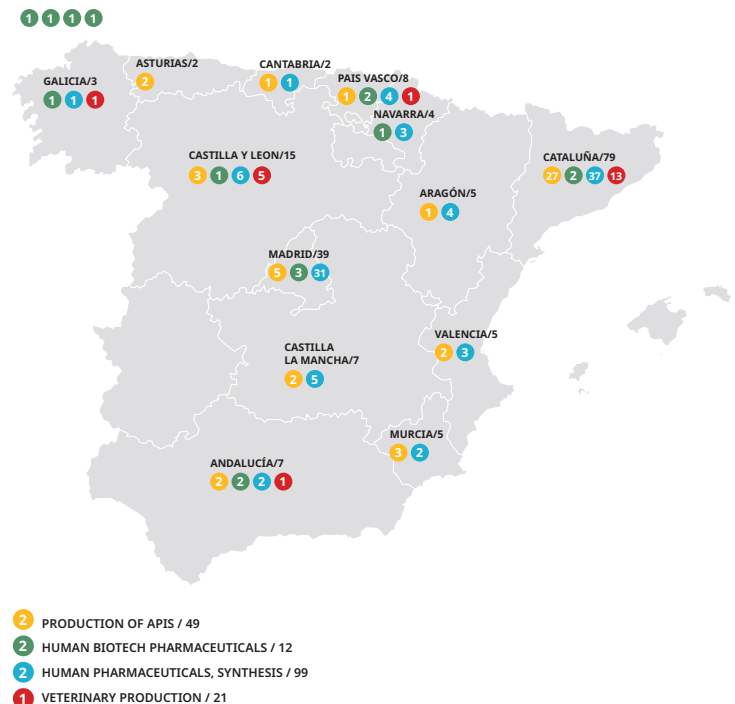 1 1 1 1
ASTURIAS/2
2
CANTABRIA/2
1 1
GALICIA/3
1 1 1
PAIS VASCO/8
1 2 4 1
NAVARRA/4
1 3
CASTILLA Y LEON/15
3 1 6 5
CATALUÑA/79
27 2 37 13
ARAGÓN/5
1 4
MADRID/39
5 3 31
VALENCIA/5
2 3
CASTILLA
LA MANCHA/7
2 5
MURCIA/5
3 2
ANDALUCÍA/7
2 2 2 1
2 PRODUCTION OF APIS / 49
2 HUMAN BIOTECH PHARMACEUTICALS / 12
2 HUMAN PHARMACEUTICALS, SYNTHESIS / 99
1 VETERINARY PRODUCTION / 21